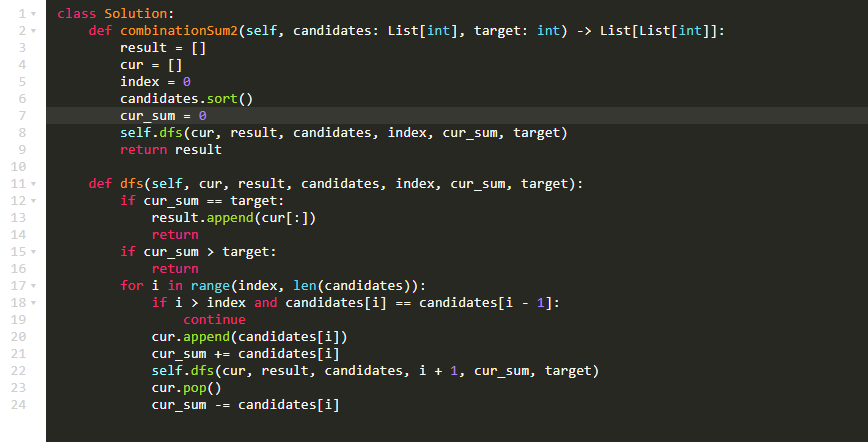 1 class Solution:
2     def combinationSum2(self, candidates: List[int], target: int) -> List[List[int]]:
3         result = []
4         cur = []
5         index = 0
6         candidates.sort()
7         cur_sum = 0
8         self.dfs(cur, result, candidates, index, cur_sum, target)
9         return result
10
11     def dfs(self, cur, result, candidates, index, cur_sum, target):
12         if cur_sum == target:
13             result.append(cur[:])
14             return
15         if cur_sum > target:
16             return
17         for i in range(index, len(candidates)):
18             if i > index and candidates[i] == candidates[i - 1]:
19                 continue
20             cur.append(candidates[i])
21             cur_sum += candidates[i]
22             self.dfs(cur, result, candidates, i + 1, cur_sum, target)
23             cur.pop()
24             cur_sum -= candidates[i]